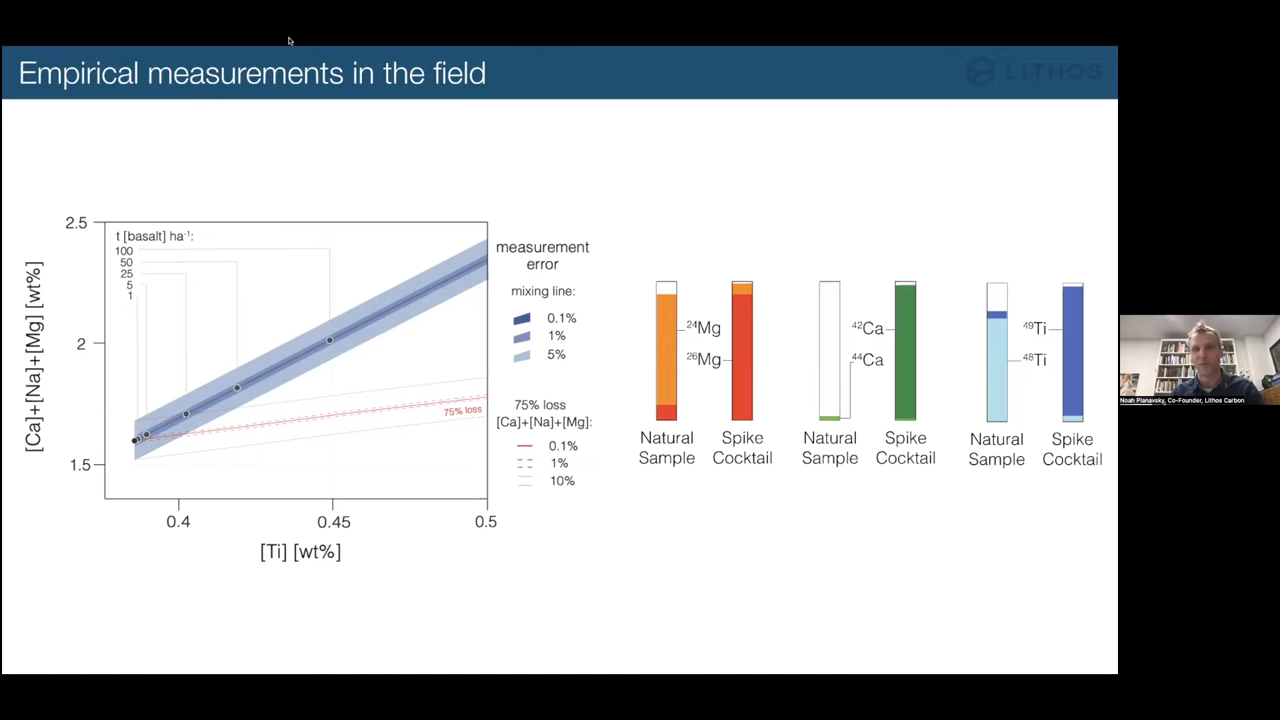 Empirical measurements in the field
LITHOS
2.5
2
1.5
[Ca]+[Na]+[Mg] [wt%]
t [basalt] ha⁻¹:
100
50
25
5
1
75% loss
0.4
0.45
0.5
[Ti] [wt%]
measurement
error
mixing line:
0.1%
1%
5%
75% loss
[Ca]+[Na]+[Mg]:
0.1%
1%
10%
²⁴Mg
²⁶Mg
Natural
Sample
Spike
Cocktail
⁴²Ca
⁴⁴Ca
Natural
Sample
Spike
Cocktail
⁴⁹Ti
⁴⁸Ti
Natural
Sample
Spike
Cocktail
Noah Planavsky, Co-Founder, Lithos Carbon